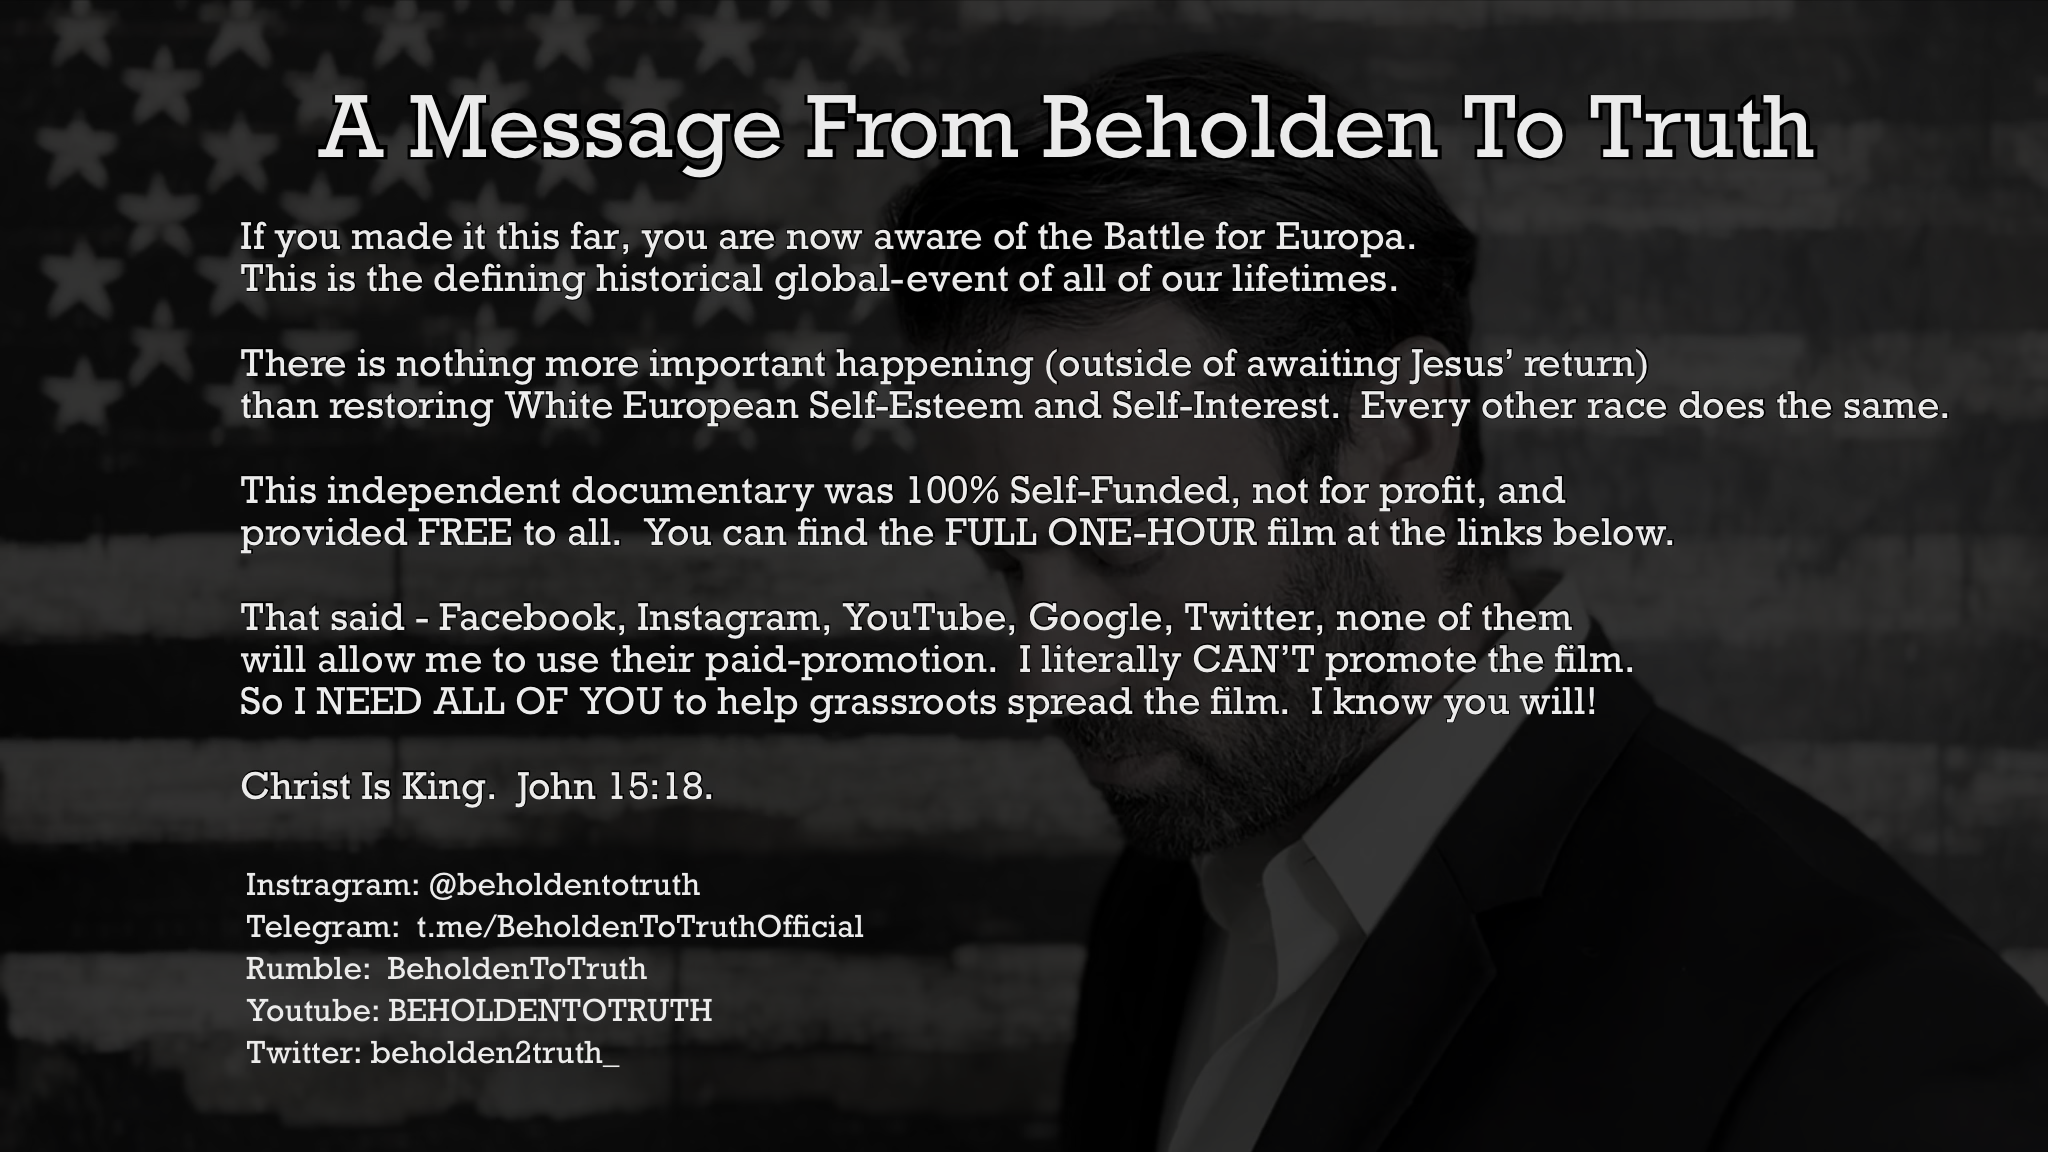 A Message From Beholden To Truth
If you made it this far, you are now aware of the Battle for Europa.
This is the defining historical global-event of all of our lifetimes.
There is nothing more important happening (outside of awaiting Jesus’ return)
than restoring White European Self-Esteem and Self-Interest.  Every other race does the same.
This independent documentary was 100% Self-Funded, not for profit, and
provided FREE to all.  You can find the FULL ONE-HOUR film at the links below.
That said - Facebook, Instagram, YouTube, Google, Twitter, none of them
will allow me to use their paid-promotion.  I literally CAN’T promote the film.
So I NEED ALL OF YOU to help grassroots spread the film.  I know you will!
Christ Is King.  John 15:18.
Instragram: @beholdentotruth
Telegram:  t.me/BeholdenToTruthOfficial
Rumble:  BeholdenToTruth
Youtube: BEHOLDENTOTRUTH
Twitter: beholden2truth_